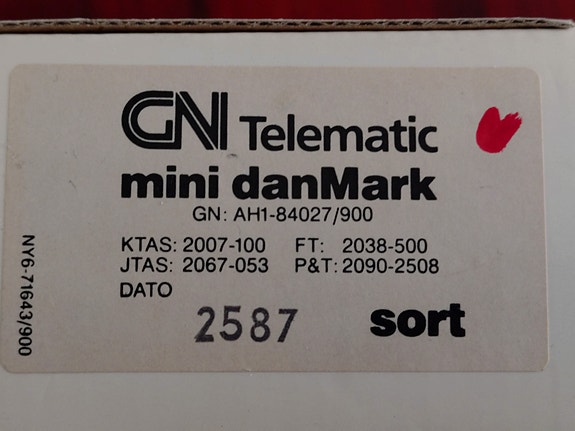 GN Telematic
mini danMark
GN: AH1-84027/900
KTAS: 2007-100 FT: 2038-500
JTAS: 2067-053 P&T: 2090-2508
DATO
2587 sort
NY6-71643/900